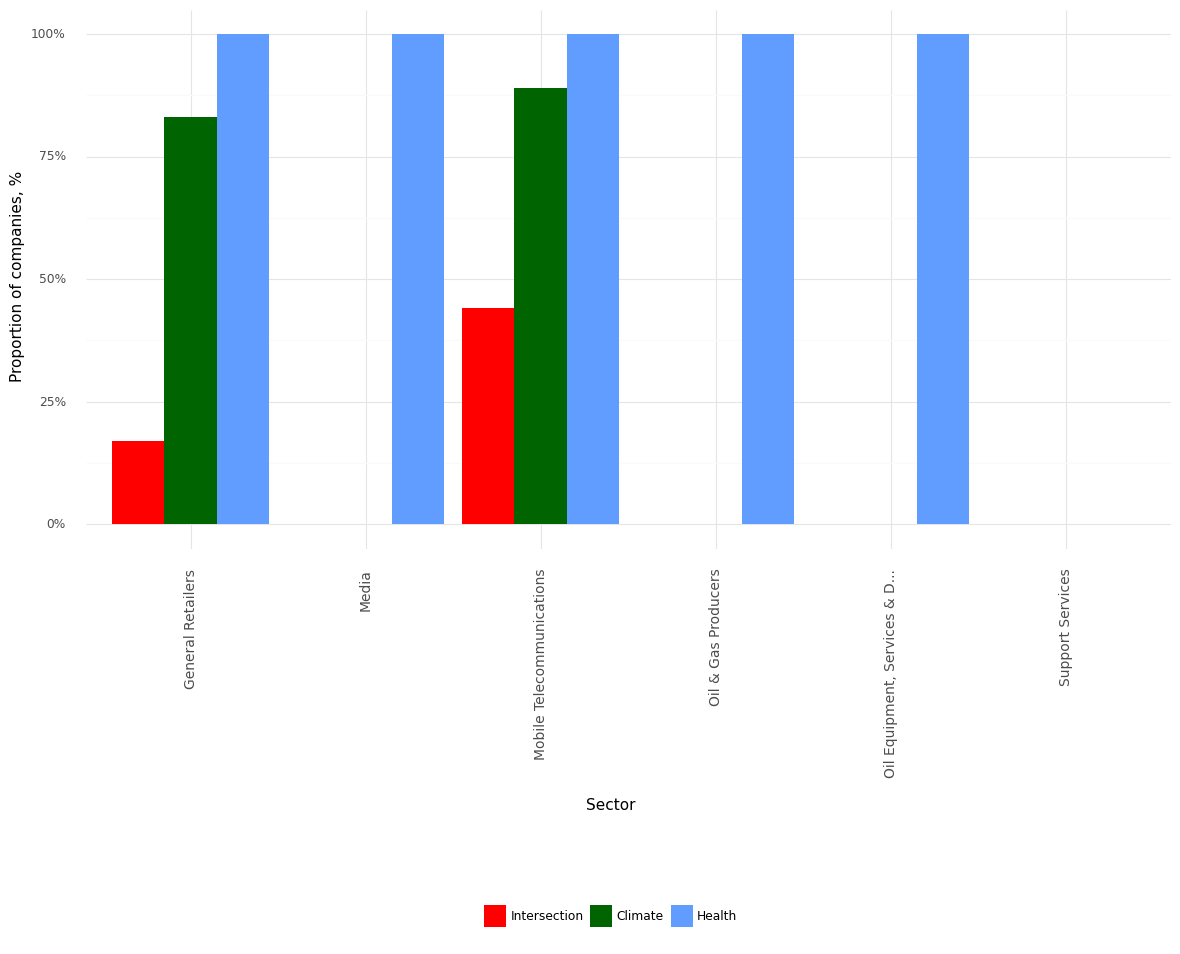 Proportion of companies, %
100%
75%
50%
25%
0%
General Retailers
Media
Mobile Telecommunications
Oil & Gas Producers
Oil Equipment, Services & D...
Support Services
Sector
Intersection
Climate
Health